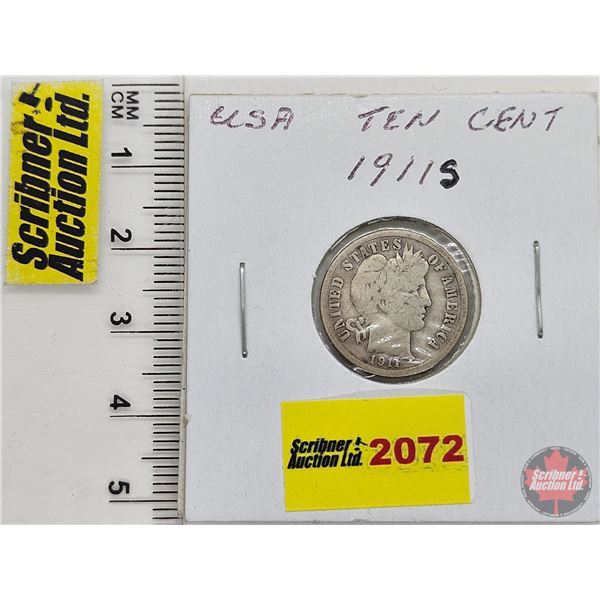 Scribner
Auction Ltd.
MM
CM
1
2
3
4
5
USA TEN CENT
1911S
UNITED STATES OF AMERICA
1911
Scribner
Auction Ltd.
2072
Scribner
Auction Ltd.